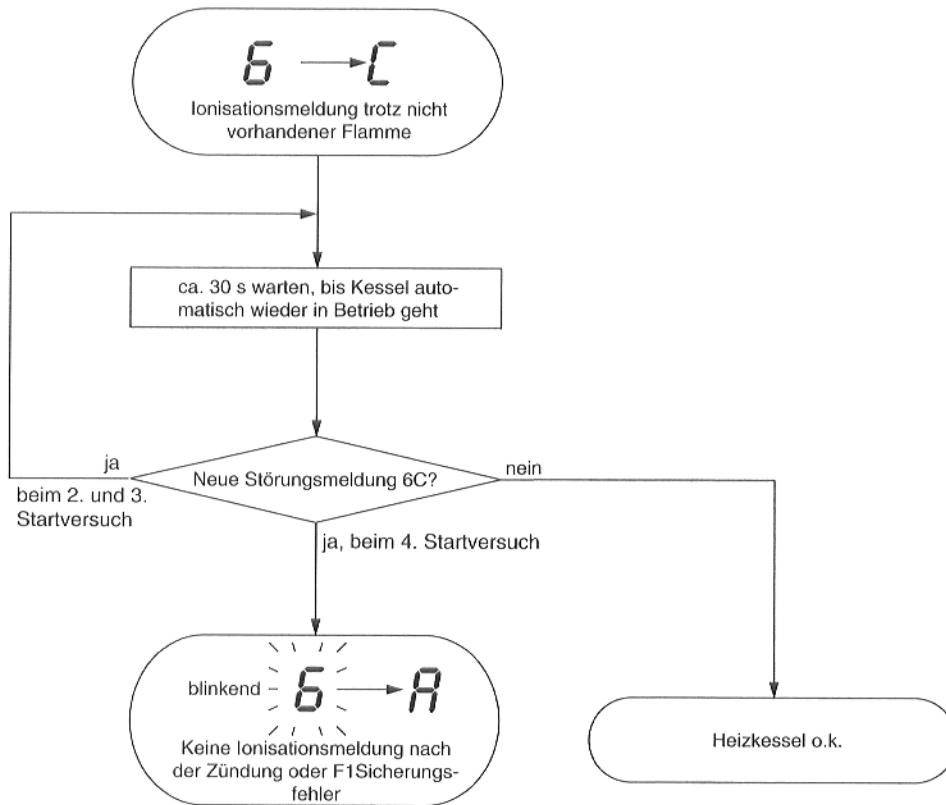 6 C
Ionisationsmeldung trotz nicht
vorhandener Flamme
ca. 30 s warten, bis Kessel auto-
matisch wieder in Betrieb geht
ja
Neue Störungsmeldung 6C?
nein
beim 2. und 3.
Startversuch
ja, beim 4. Startversuch
blinkend 6 A
Keine Ionisationsmeldung nach
der Zündung oder F1Sicherungs-
fehler
Heizkessel o.k.